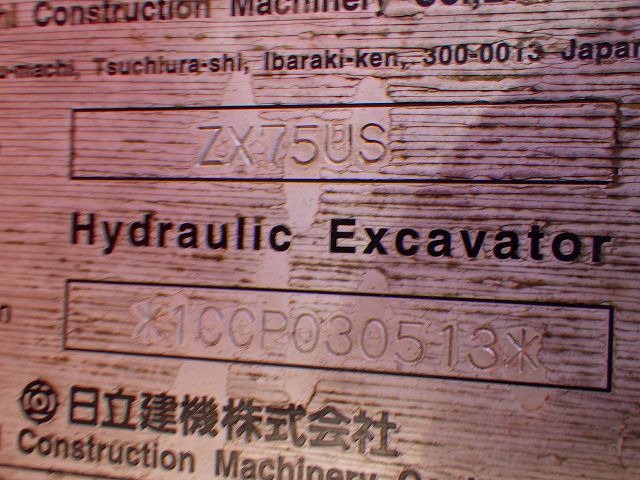 Construction Machinery Co.,
Tsuchiura-shi, Ibaraki-ken, 300-0013 Japan
ZX75US
Hydraulic Excavator
*1CCP030513*
日立建機株式会社
Construction Machinery